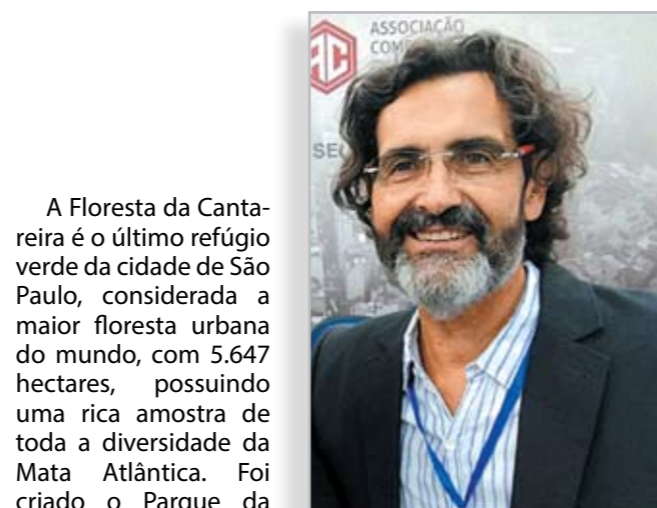 ASSOCIAÇÃO
AC
SE
A Floresta da Canta-
reira é o último refúgio
verde da cidade de São
Paulo, considerada a
maior floresta urbana
do mundo, com 5.647
hectares, possuindo
uma rica amostra de
toda a diversidade da
Mata Atlântica. Foi
criado o Parque da